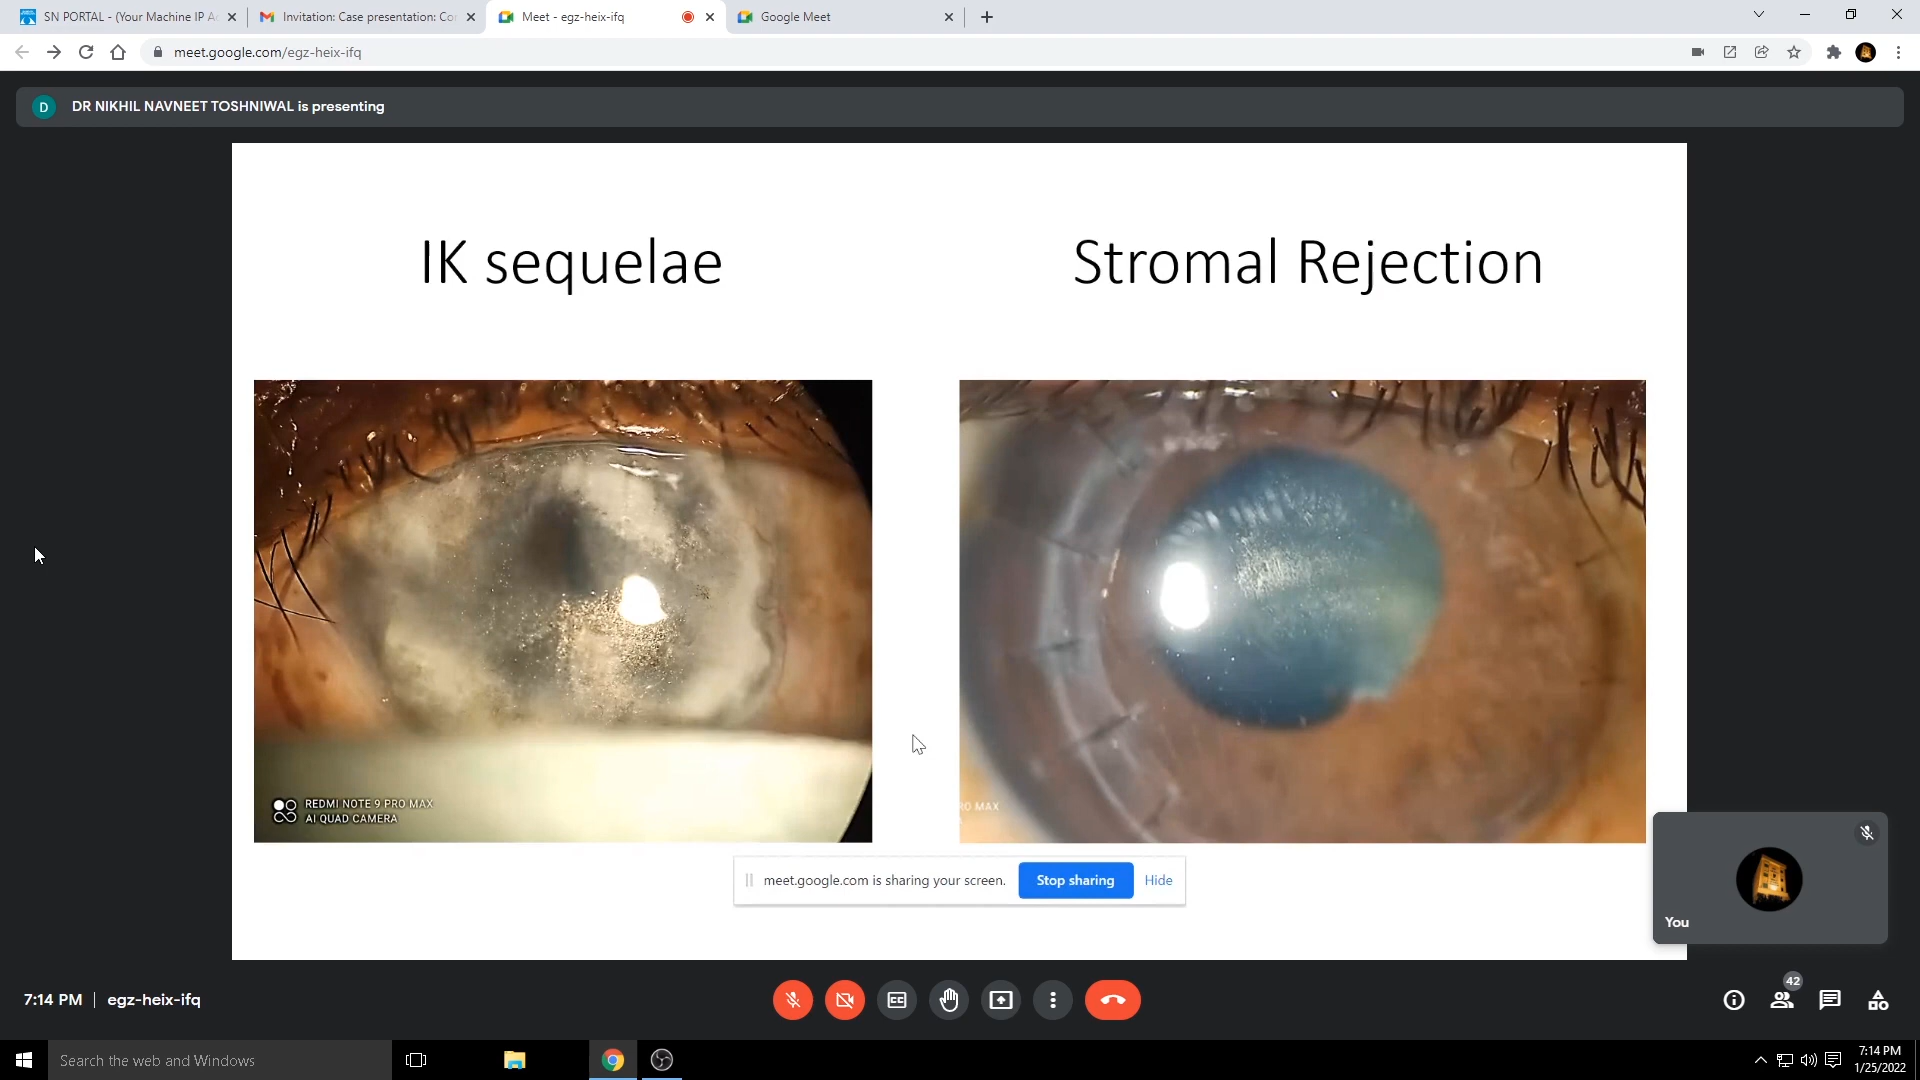 SN PORTAL - (Your Machine IP A
Invitation: Case presentation: Co
Meet - egz-heix-ifq
Google Meet
meet.google.com/egz-heix-ifq
D
DR NIKHIL NAVNEET TOSHNIWAL is presenting
IK sequelae
Stromal Rejection
REDMI NOTE 9 PRO MAX
AI QUAD CAMERA
RO MAX
meet.google.com is sharing your screen.
Stop sharing
Hide
You
7:14 PM
egz-heix-ifq
CC
42
Search the web and Windows
7:14 PM
1/25/2022